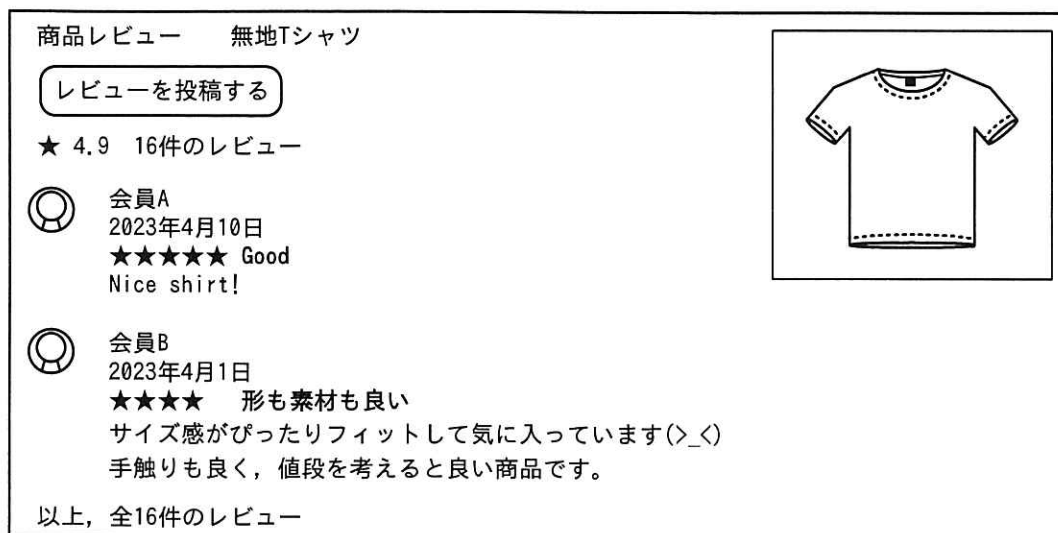 商品レビュー　　無地Tシャツ
レビューを投稿する
★ 4.9　16件のレビュー
会員A
2023年4月10日
★★★★★ Good
Nice shirt!
会員B
2023年4月1日
★★★★　形も素材も良い
サイズ感がぴったりフィットして気に入っています(>_<)
手触りも良く，値段を考えると良い商品です。
以上，全16件のレビュー